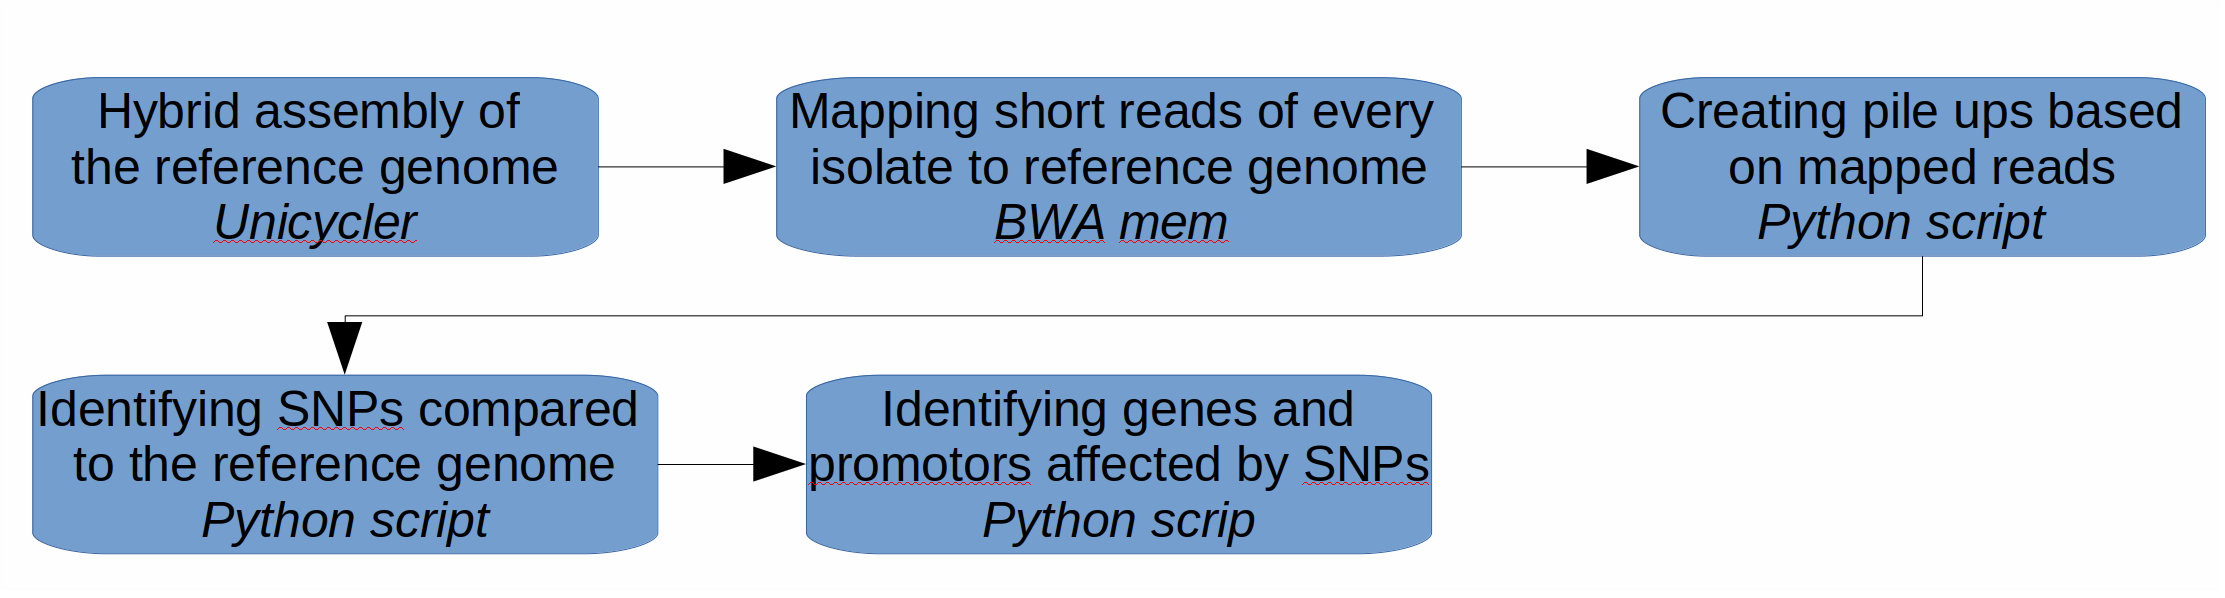 Hybrid assembly of
the reference genome
Unicycler
Mapping short reads of every
isolate to reference genome
BWA mem
Creating pile ups based
on mapped reads
Python script
Identifying SNPs compared
to the reference genome
Python script
Identifying genes and
promotors affected by SNPs
Python scrip